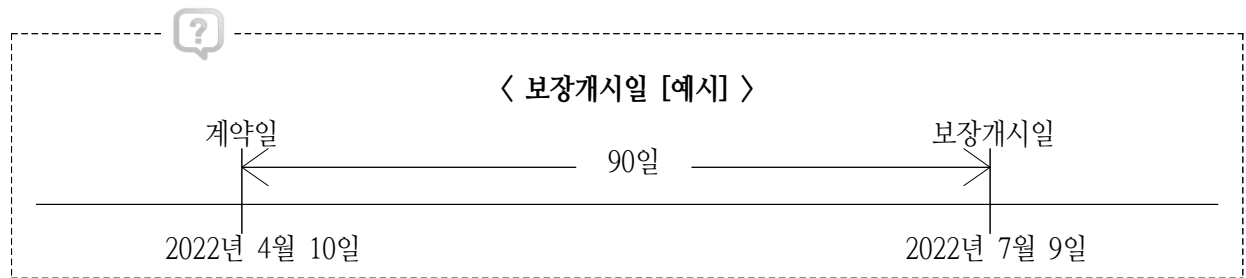 ?
〈 보장개시일 [예시] 〉
계약일 보장개시일
90일
2022년 4월 10일 2022년 7월 9일